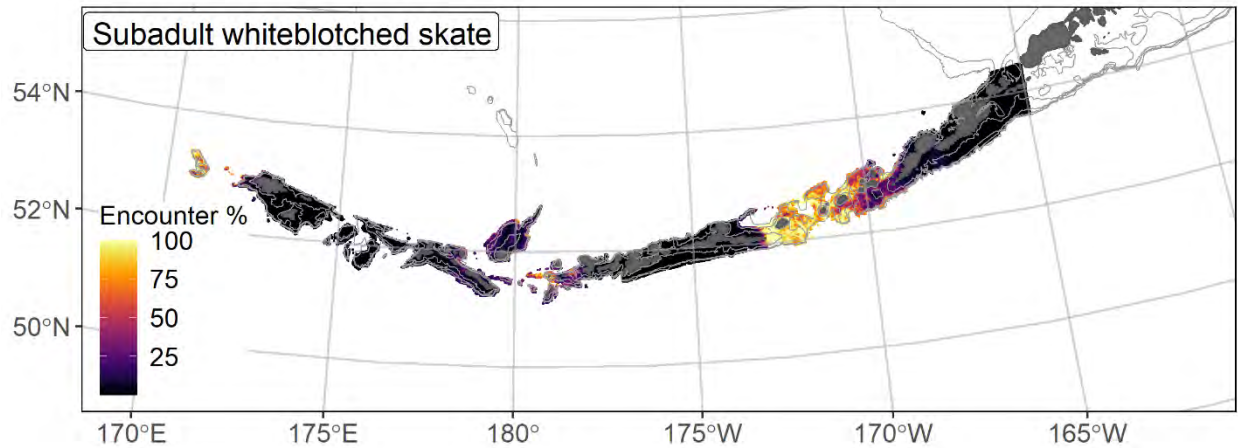 Subadult whiteblotched skate
54°N
52°N
50°N
Encounter %
100
75
50
25
170°E
175°E
180°
175°W
170°W
165°W